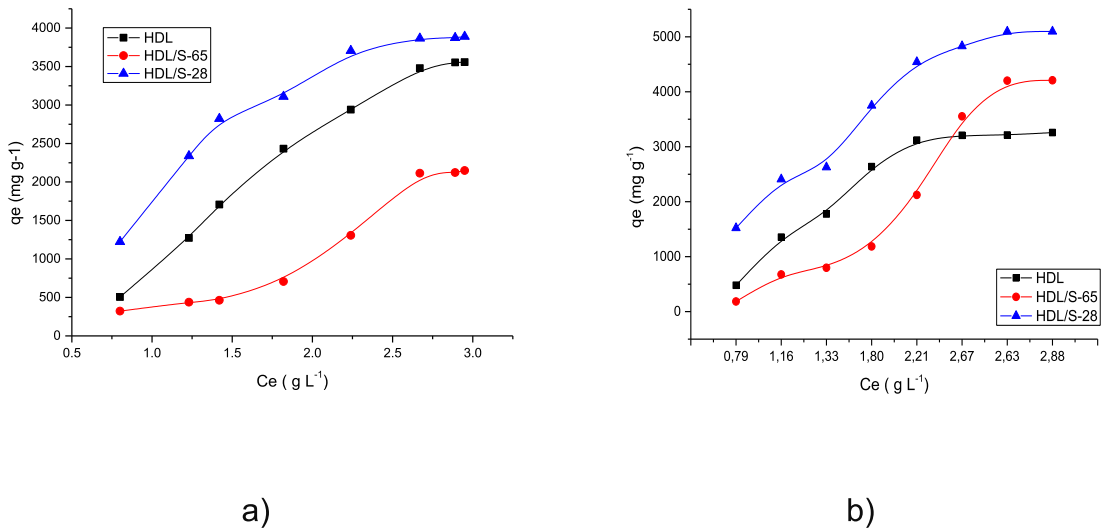 4000
3500
3000
2500
2000
1500
1000
500
0
qe (mg g-1)
HDL
HDL/S-65
HDL/S-28
0.5 1.0 1.5 2.0 2.5 3.0
Ce ( g L-1)
a)
5000
4000
3000
2000
1000
0
qe (mg g-1)
HDL
HDL/S-65
HDL/S-28
0,79 1,16 1,33 1,80 2,21 2,67 2,63 2,88
Ce ( g L-1)
b)